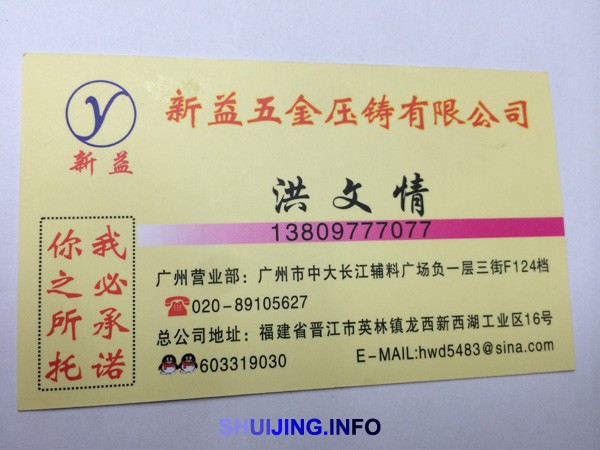 y
新益
新益五金压铸有限公司
洪文情
13809777077
你之所托
我必承诺
广州营业部：广州市中大长江辅料广场负一层三街F124档
☎020-89105627
总公司地址：福建省晋江市英林镇龙西新西湖工业区16号
603319030
E-MAIL:hwd5483@sina.com
SHUIJING.INFO